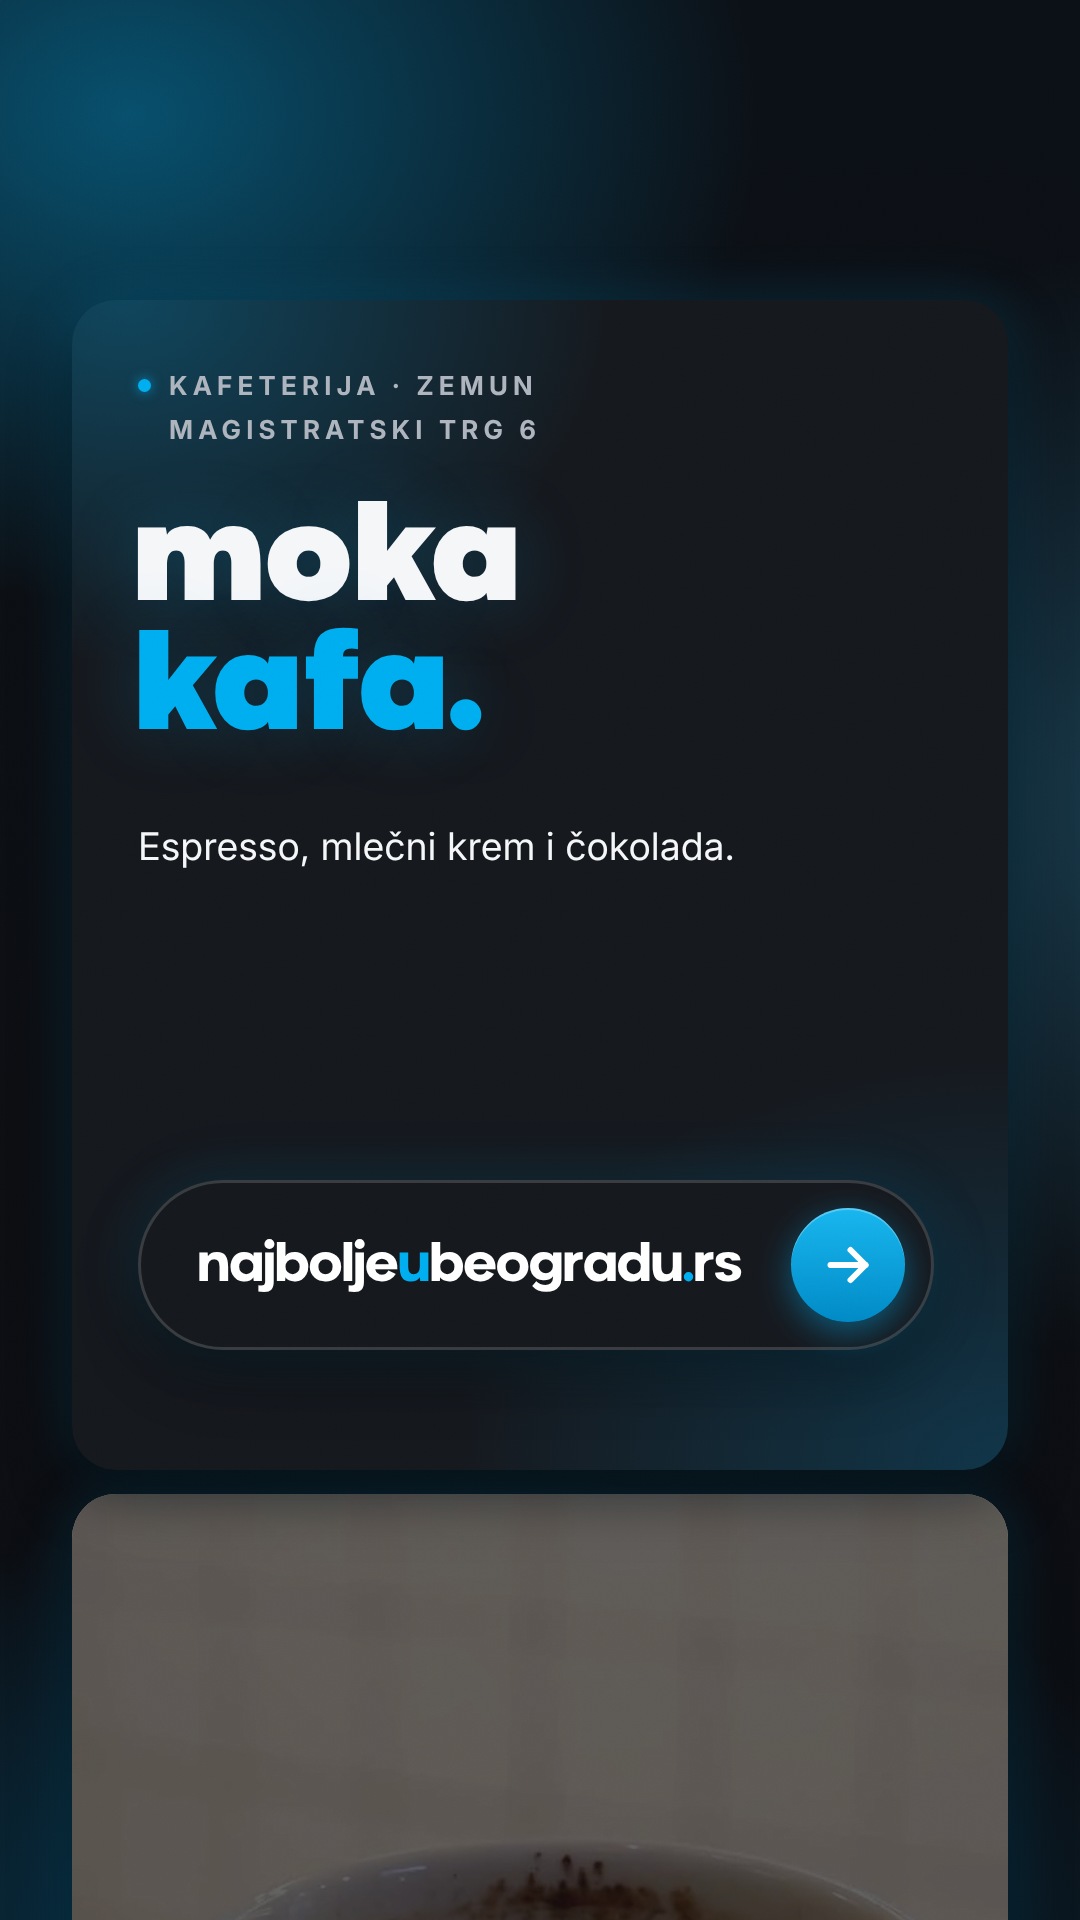 KAFETERIJA · ZEMUN
MAGISTRATSKI TRG 6
moka
kafa.
Espresso, mlečni krem i čokolada.
najboljeubeogradu.rs